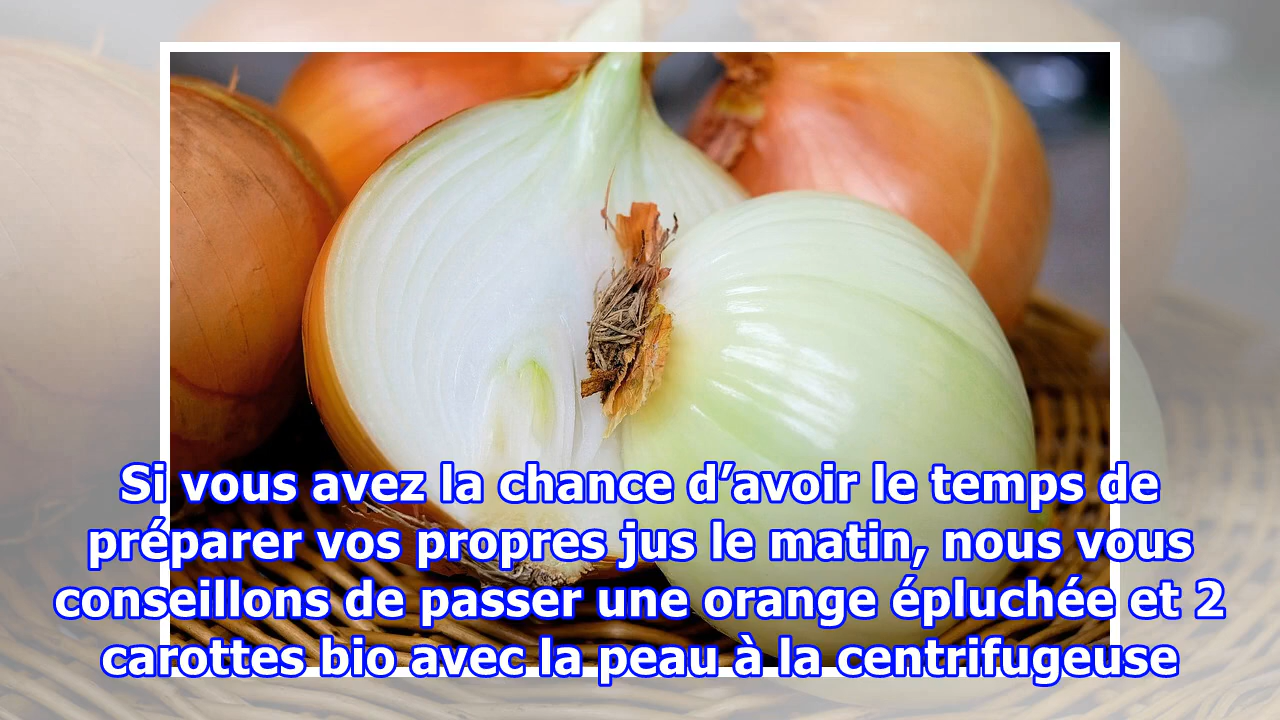 Si vous avez la chance d’avoir le temps de
préparer vos propres jus le matin, nous vous
conseillons de passer une orange épluchée et 2
carottes bio avec la peau à la centrifugeuse